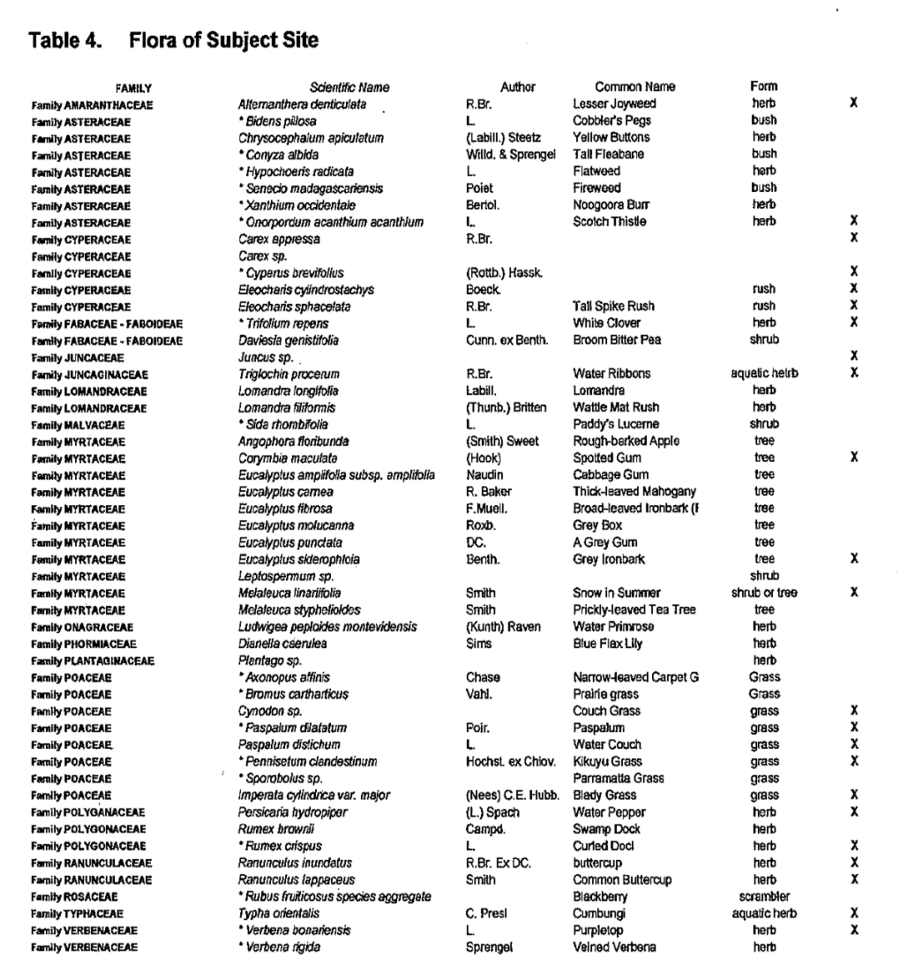 Table 4. Flora of Subject Site
FAMILY Scientific Name Author Common Name Form
Family AMARANTHACEAE Alternanthera denticulata R.Br. Lesser Joyweed herb X
Family ASTERACEAE * Bidens pilosa L. Cobbler's Pegs bush
Family ASTERACEAE Chrysocephalum apiculatum (Labill.) Steetz Yellow Buttons herb
Family ASTERACEAE * Conyza albida Willd. & Sprengel Tall Fleabane bush
Family ASTERACEAE * Hypochoeris radicata L. Flatweed herb
Family ASTERACEAE * Senecio madagascariensis Poiet Fireweed bush
Family ASTERACEAE * Xanthium occidentale Bertol. Noogoora Burr herb
Family ASTERACEAE * Onorpordum acanthium acanthium L. Scotch Thistle herb X
Family CYPERACEAE Carex appressa R.Br. X
Family CYPERACEAE Carex sp.
Family CYPERACEAE * Cyperus brevifolius (Rottb.) Hassk. X
Family CYPERACEAE Eleocharis cylindrostachys Boeck. rush X
Family CYPERACEAE Eleocharis sphacelata R.Br. Tall Spike Rush rush X
Family FABACEAE - FABOIDEAE * Trifolium repens L. White Clover herb X
Family FABACEAE - FABOIDEAE Daviesia genistifolia Cunn. ex Benth. Broom Bitter Pea shrub
Family JUNCACEAE Juncus sp. X
Family JUNCAGINACEAE Triglochin procerum R.Br. Water Ribbons aquatic helrb X
Family LOMANDRACEAE Lomandra longifolia Labill. Lomandra herb
Family LOMANDRACEAE Lomandra filiformis (Thunb.) Britten Wattle Mat Rush herb
Family MALVACEAE * Sida rhombifolia L. Paddy's Lucerne shrub
Family MYRTACEAE Angophora floribunda (Smith) Sweet Rough-barked Apple tree
Family MYRTACEAE Corymbia maculata (Hook) Spotted Gum tree X
Family MYRTACEAE Eucalyptus amplifolia subsp. amplifolia Naudin Cabbage Gum tree
Family MYRTACEAE Eucalyptus carnea R. Baker Thick-leaved Mahogany tree
Family MYRTACEAE Eucalyptus fibrosa F.Muell. Broad-leaved Ironbark (I tree
Family MYRTACEAE Eucalyptus molucanna Roxb. Grey Box tree
Family MYRTACEAE Eucalyptus punctata DC. A Grey Gum tree
Family MYRTACEAE Eucalyptus siderophloia Benth. Grey Ironbark tree X
Family MYRTACEAE Leptospermum sp. shrub
Family MYRTACEAE Melaleuca linariifolia Smith Snow in Summer shrub or tree X
Family MYRTACEAE Melaleuca styphelioides Smith Prickly-leaved Tea Tree tree
Family ONAGRACEAE Ludwigea peploides montevidensis (Kunth) Raven Water Primrose herb
Family PHORMIACEAE Dianella caerulea Sims Blue Flax Lily herb
Family PLANTAGINACEAE Plantago sp. herb
Family POACEAE * Axonopus affinis Chase Narrow-leaved Carpet G Grass
Family POACEAE * Bromus cartharticus Vahl. Prairie grass Grass
Family POACEAE Cynodon sp. Couch Grass grass X
Family POACEAE * Paspalum dilatatum Poir. Paspalum grass X
Family POACEAE Paspalum distichum L. Water Couch grass X
Family POACEAE * Pennisetum clandestinum Hochst. ex Chiov. Kikuyu Grass grass X
Family POACEAE * Sporobolus sp. Parramatta Grass grass
Family POACEAE Imperata cylindrica var. major (Nees) C.E. Hubb. Blady Grass grass X
Family POLYGANACEAE Persicaria hydropiper (L.) Spach Water Pepper herb X
Family POLYGONACEAE Rumex brownii Campd. Swamp Dock herb
Family POLYGONACEAE * Rumex crispus L. Curled Docl herb X
Family RANUNCULACEAE Ranunculus inundatus R.Br. Ex DC. buttercup herb X
Family RANUNCULACEAE Ranunculus lappaceus Smith Common Buttercup herb X
Family ROSACEAE * Rubus fruiticosus species aggregate Blackberry scrambler
Family TYPHACEAE Typha orientalis C. Presl Cumbungi aquatic herb X
Family VERBENACEAE * Verbena bonariensis L. Purpletop herb X
Family VERBENACEAE * Verbena rigida Sprengel Veined Verbena herb